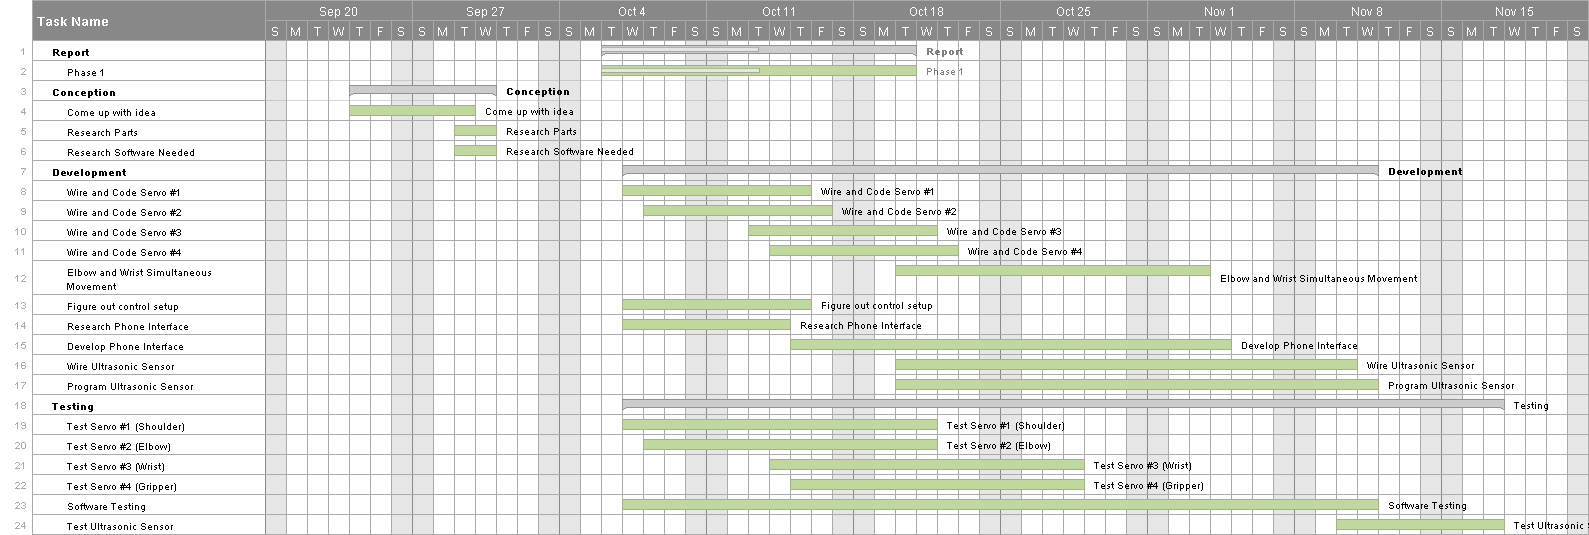 Task Name
Sep 20 Sep 27 Oct 4 Oct 11 Oct 18 Oct 25 Nov 1 Nov 8 Nov 15
S M T W T F S S M T W T F S S M T W T F S S M T W T F S S M T W T F S S M T W T F S S M T W T F S S M T W T F S S M T W T F S
1 Report Report
2 Phase 1 Phase 1
3 Conception Conception
4 Come up with idea Come up with idea
5 Research Parts Research Parts
6 Research Software Needed Research Software Needed
7 Development Development
8 Wire and Code Servo #1 Wire and Code Servo #1
9 Wire and Code Servo #2 Wire and Code Servo #2
10 Wire and Code Servo #3 Wire and Code Servo #3
11 Wire and Code Servo #4 Wire and Code Servo #4
12 Elbow and Wrist Simultaneous
Movement Elbow and Wrist Simultaneous Movement
13 Figure out control setup Figure out control setup
14 Research Phone Interface Research Phone Interface
15 Develop Phone Interface Develop Phone Interface
16 Wire Ultrasonic Sensor Wire Ultrasonic Sensor
17 Program Ultrasonic Sensor Program Ultrasonic Sensor
18 Testing Testing
19 Test Servo #1 (Shoulder) Test Servo #1 (Shoulder)
20 Test Servo #2 (Elbow) Test Servo #2 (Elbow)
21 Test Servo #3 (Wrist) Test Servo #3 (Wrist)
22 Test Servo #4 (Gripper) Test Servo #4 (Gripper)
23 Software Testing Software Testing
24 Test Ultrasonic Sensor Test Ultrasonic